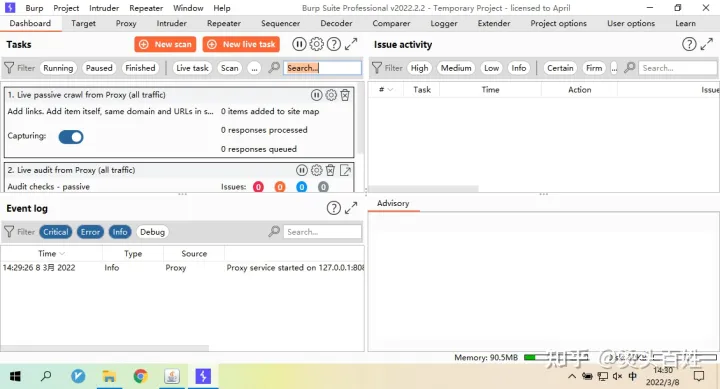 Burp Project Intruder Repeater Window Help Burp Suite Professional v2022.2.2 - Temporary Project - licensed to April
Dashboard Target Proxy Intruder Repeater Sequencer Decoder Comparer Logger Extender Project options User options Learn
Tasks New scan New live task
Filter Running Paused Finished Live task Scan ... Search...
1. Live passive crawl from Proxy (all traffic)
Add links. Add item itself, same domain and URLs in s... 0 items added to site map
0 responses processed
Capturing:
0 responses queued
2. Live audit from Proxy (all traffic)
Audit checks - passive Issues: 0 0 0 0
Event log
Filter Critical Error Info Debug Search...
Time Type Source
14:29:26 8 3月 2022 Info Proxy Proxy service started on 127.0.0.1:808
Issue activity
Filter High Medium Low Info Certain Firm ... Search...
# Task Time Action Issue
Advisory
Memory: 90.5MB
知乎 @烫头百姓
中
14:30
2022/3/8